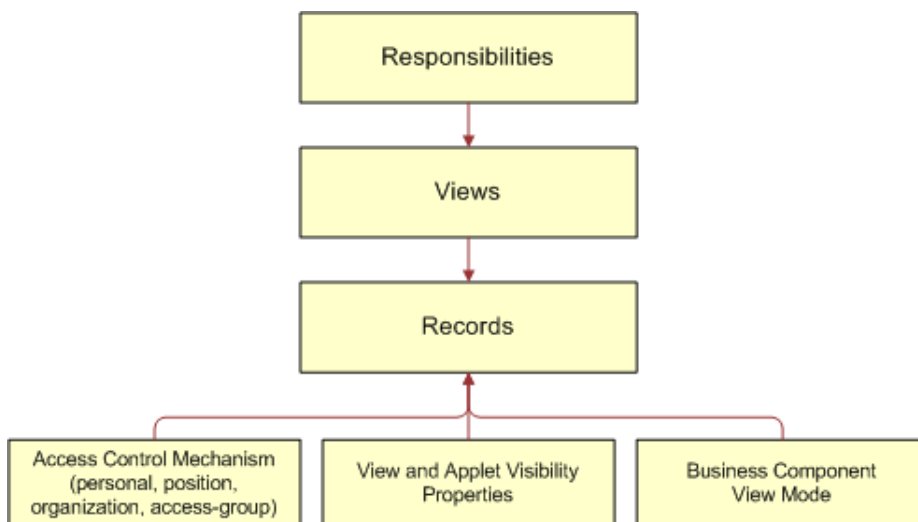 Responsibilities
Views
Records
Access Control Mechanism
(personal, position,
organization, access-group)
View and Applet Visibility
Properties
Business Component
View Mode